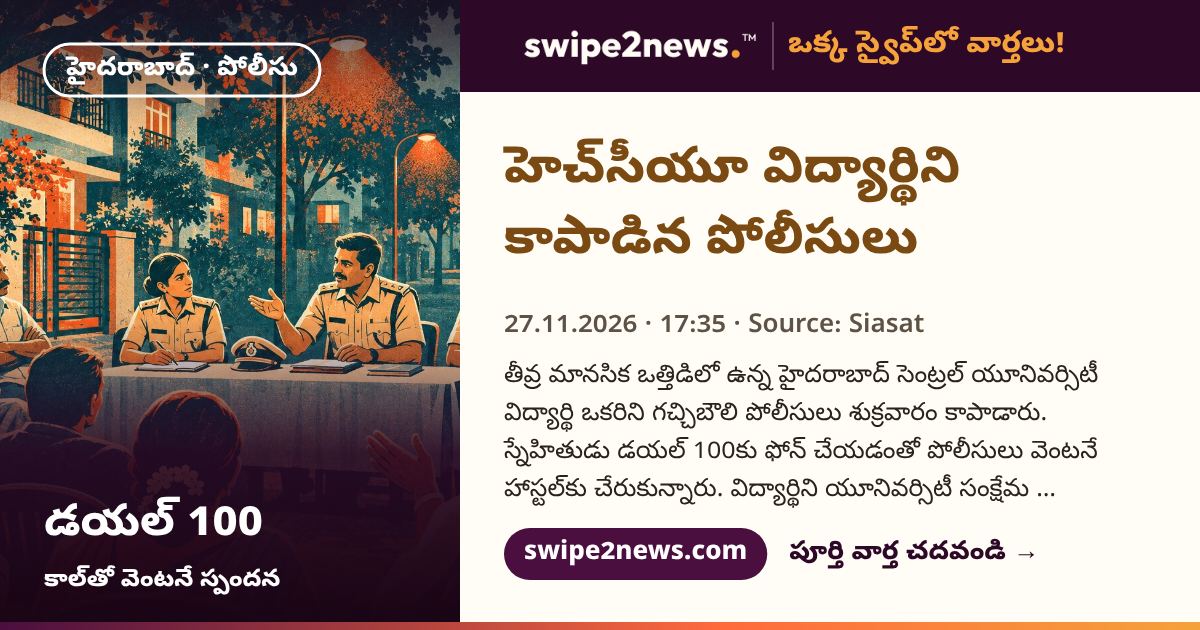 హైదరాబాద్ · పోలీసు
swipe2news.™
ఒక్క స్వైప్‌లో వార్తలు!
హెచ్‌సీయూ విద్యార్థిని
కాపాడిన పోలీసులు
27.11.2026 · 17:35 · Source: Siasat
తీవ్ర మానసిక ఒత్తిడిలో ఉన్న హైదరాబాద్ సెంట్రల్ యూనివర్సిటీ
విద్యార్థి ఒకరిని గచ్చిబౌలి పోలీసులు శుక్రవారం కాపాడారు.
స్నేహితుడు డయల్ 100కు ఫోన్ చేయడంతో పోలీసులు వెంటనే
హాస్టల్‌కు చేరుకున్నారు. విద్యార్థిని యూనివర్సిటీ సంక్షేమ ...
డయల్ 100
కాల్‌తో వెంటనే స్పందన
swipe2news.com
పూర్తి వార్త చదవండి →